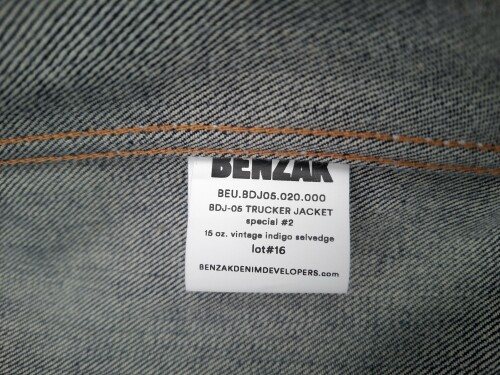 BENZAK
BEU.BDJ05.020.000
BDJ-05 TRUCKER JACKET
special #2
15 oz. vintage indigo selvedge
lot#16
BENZAKDENIMDEVELOPERS.com